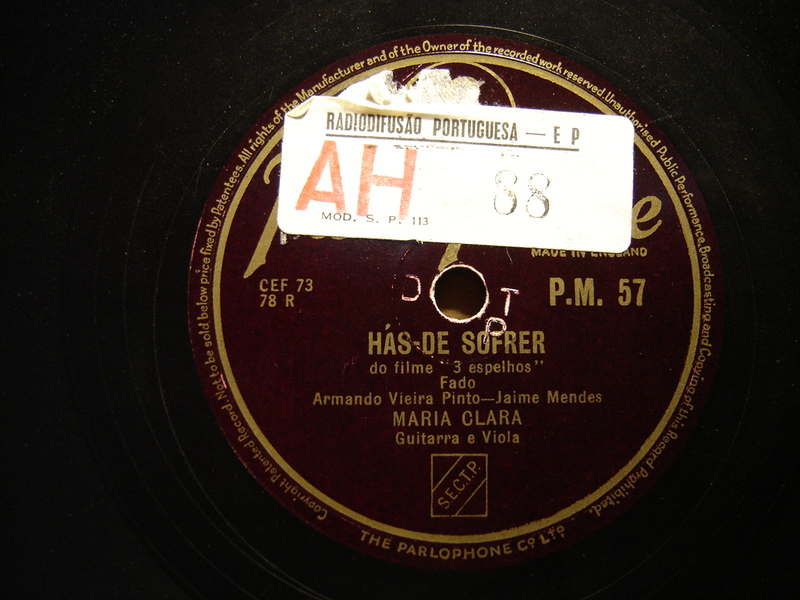 All rights of the Manufacturer and of the Owner of the recorded work reserved. Unauthorised Public Performance, Broadcasting and Copying of this Record Prohibited.
Copyright Patented Record. Not to be sold below price fixed by Patentees.
RADIODIFUSÃO PORTUGUESA — E P
AH
88
MOD. S. P. 113
MADE IN ENGLAND
CEF 73
78 R
P.M. 57
D T
P
HÁS-DE SOFRER
do filme "3 espelhos"
Fado
Armando Vieira Pinto—Jaime Mendes
MARIA CLARA
Guitarra e Viola
S.E.C.T.P.
THE PARLOPHONE CO LTD